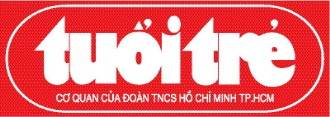 tuổi trẻ
CƠ QUAN CỦA ĐOÀN TNCS HỒ CHÍ MINH TP.HCM